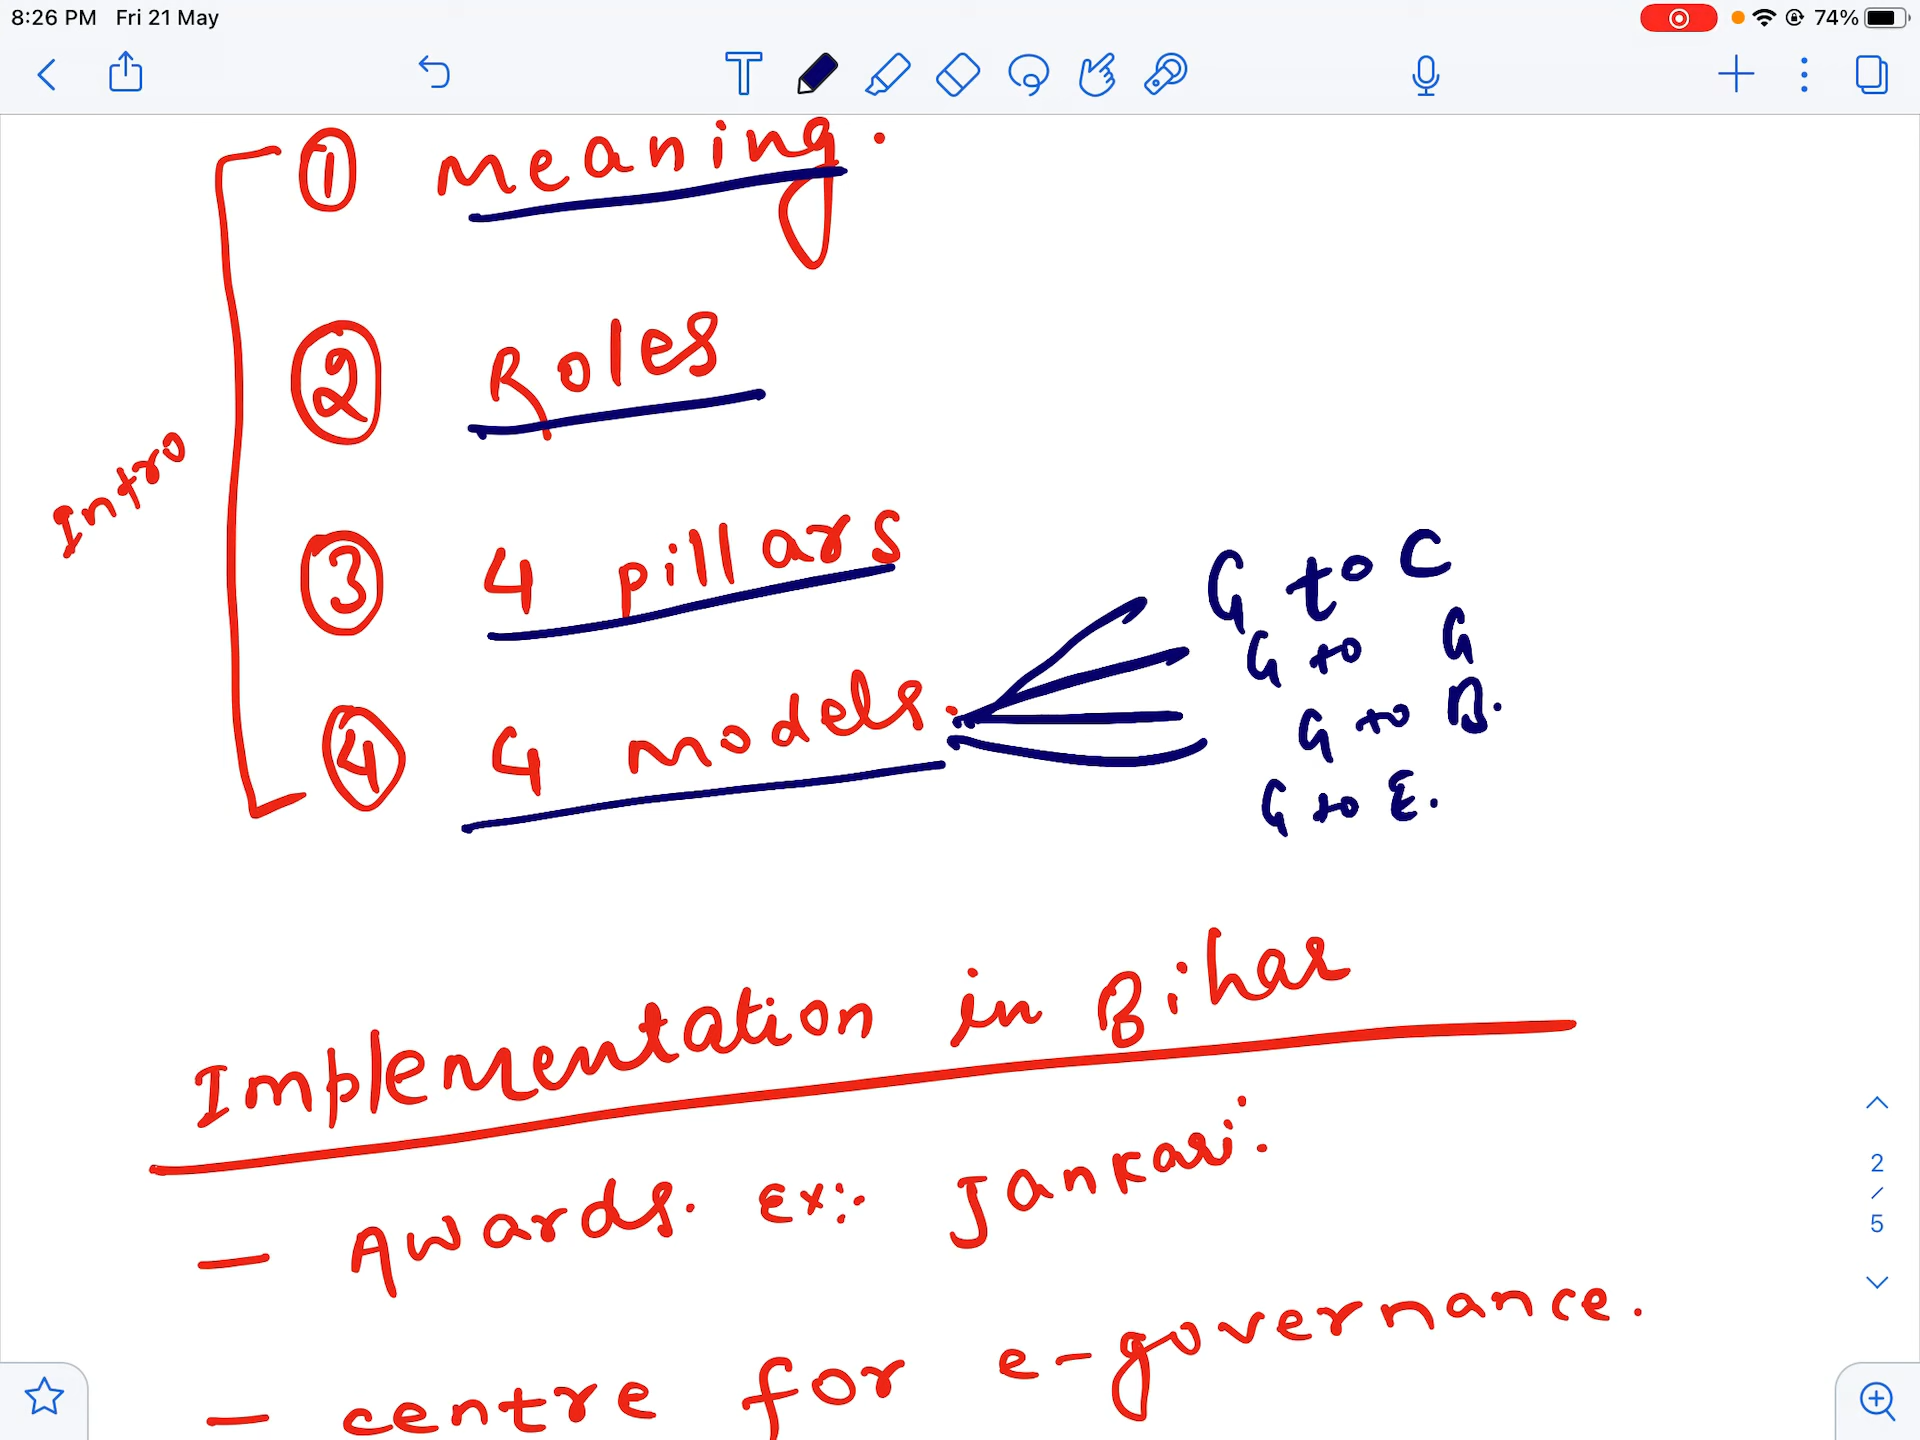 8:26 PM Fri 21 May 74%
① Meaning.
② Roles
Intro
③ 4 pillars
④ 4 models.
G to C
G to G
G to B.
G to E.
Implementation in Bihar
— Awards. Ex:- Jankari.
— centre for e-governance.
2
/
5